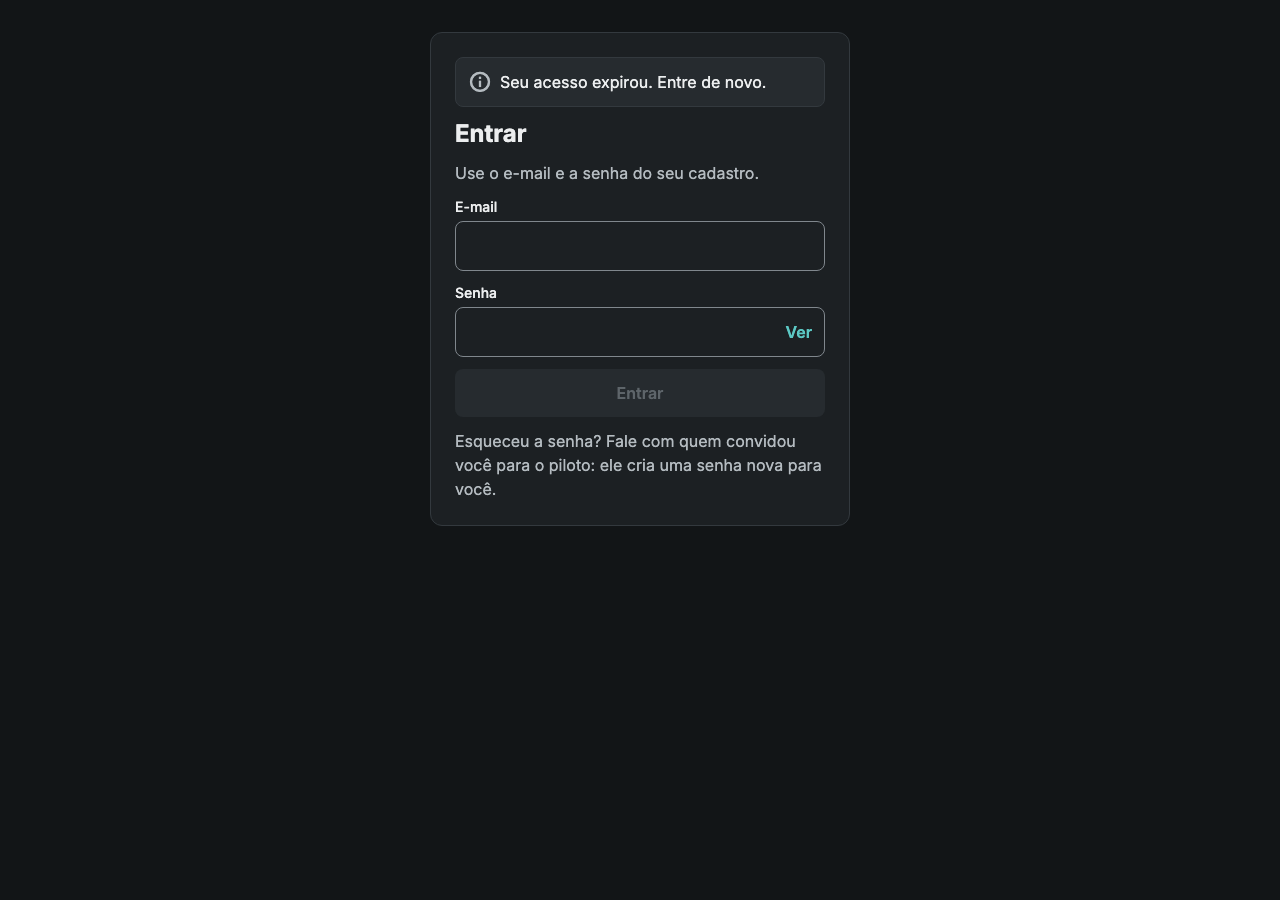 Seu acesso expirou. Entre de novo.
Entrar
Use o e-mail e a senha do seu cadastro.
E-mail
Senha
Ver
Entrar
Esqueceu a senha? Fale com quem convidou
você para o piloto: ele cria uma senha nova para
você.